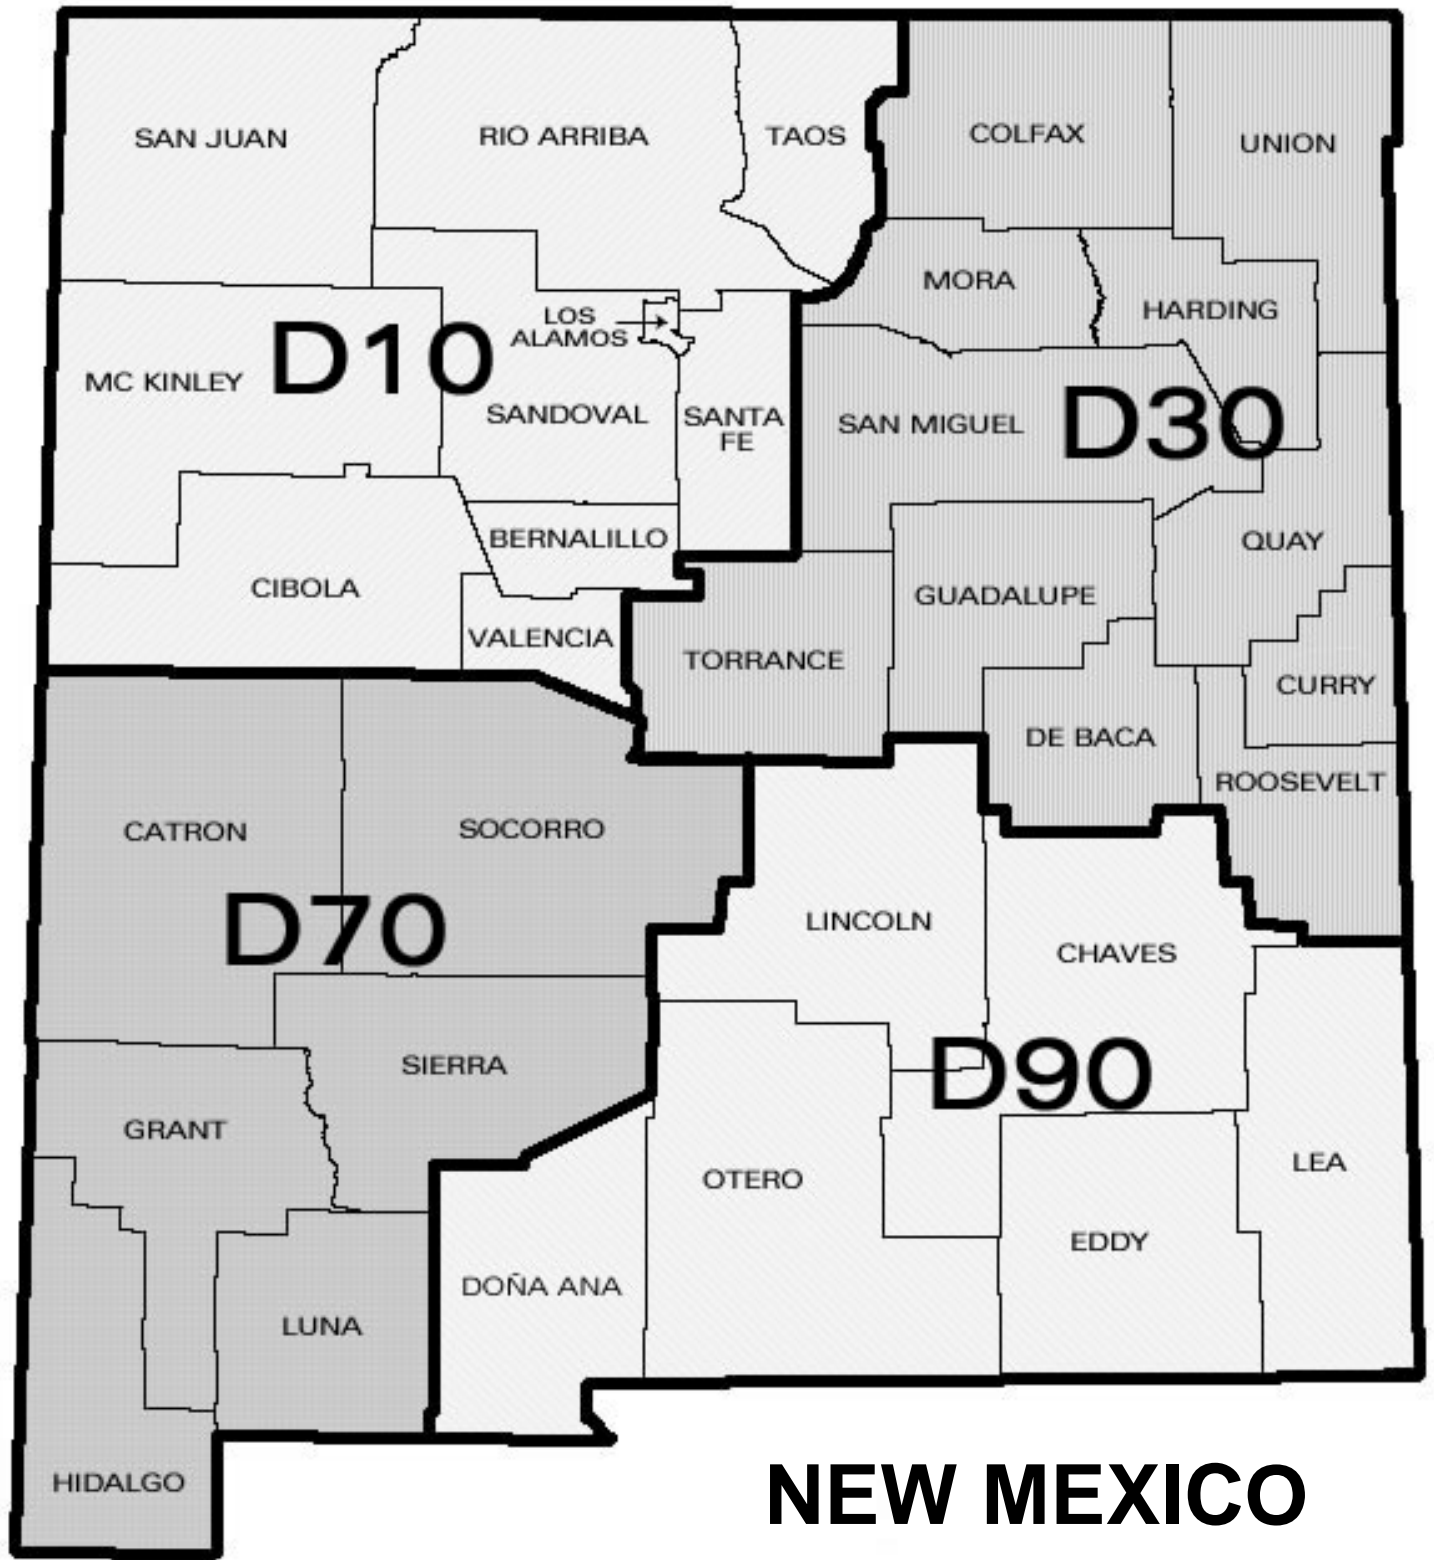 SAN JUAN
RIO ARRIBA
TAOS
COLFAX
UNION
MORA
HARDING
LOS
ALAMOS
D10
MC KINLEY
SANDOVAL
SANTA
FE
SAN MIGUEL
D30
BERNALILLO
QUAY
CIBOLA
GUADALUPE
VALENCIA
TORRANCE
CURRY
DE BACA
ROOSEVELT
CATRON
SOCORRO
D70
LINCOLN
CHAVES
SIERRA
D90
GRANT
OTERO
LEA
EDDY
DOÑA ANA
LUNA
HIDALGO
NEW MEXICO